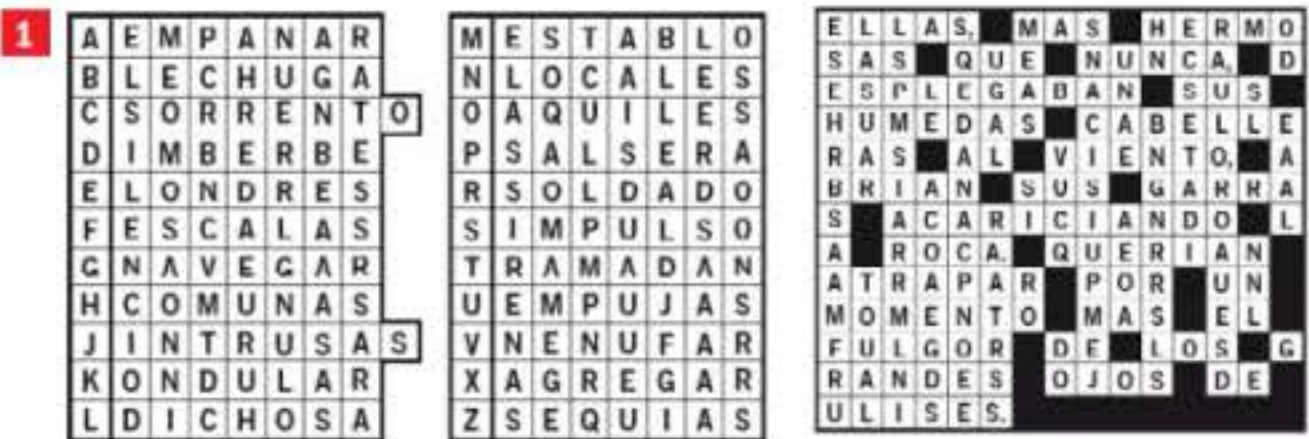 1
A EMPANAR
B LECHUGA
C SORRENTO
D IMBERBE
E LONDRES
F ESCALAS
G NAVEGAR
H COMUNAS
J INTRUSAS
K ONDULAR
L DICHOSA
M ESTABLO
N LOCALES
O AQUILES
P SALSERA
R SOLDADO
S IMPULSO
T RAMADAN
U EMPUJAS
V NENUFAR
X AGREGAR
Z SEQUIAS
ELLAS, MAS HERMO
SAS QUE NUNCA, D
ESPLEGABAN SUS
HUMEDAS CABELLE
RAS AL VIENTO, A
BRIAN SUS GARRA
S ACARICIANDO L
A ROCA. QUERIAN
ATRAPAR POR UN
MOMENTO MAS EL
FULGOR DE LOS G
RANDES OJOS DE
ULISES.